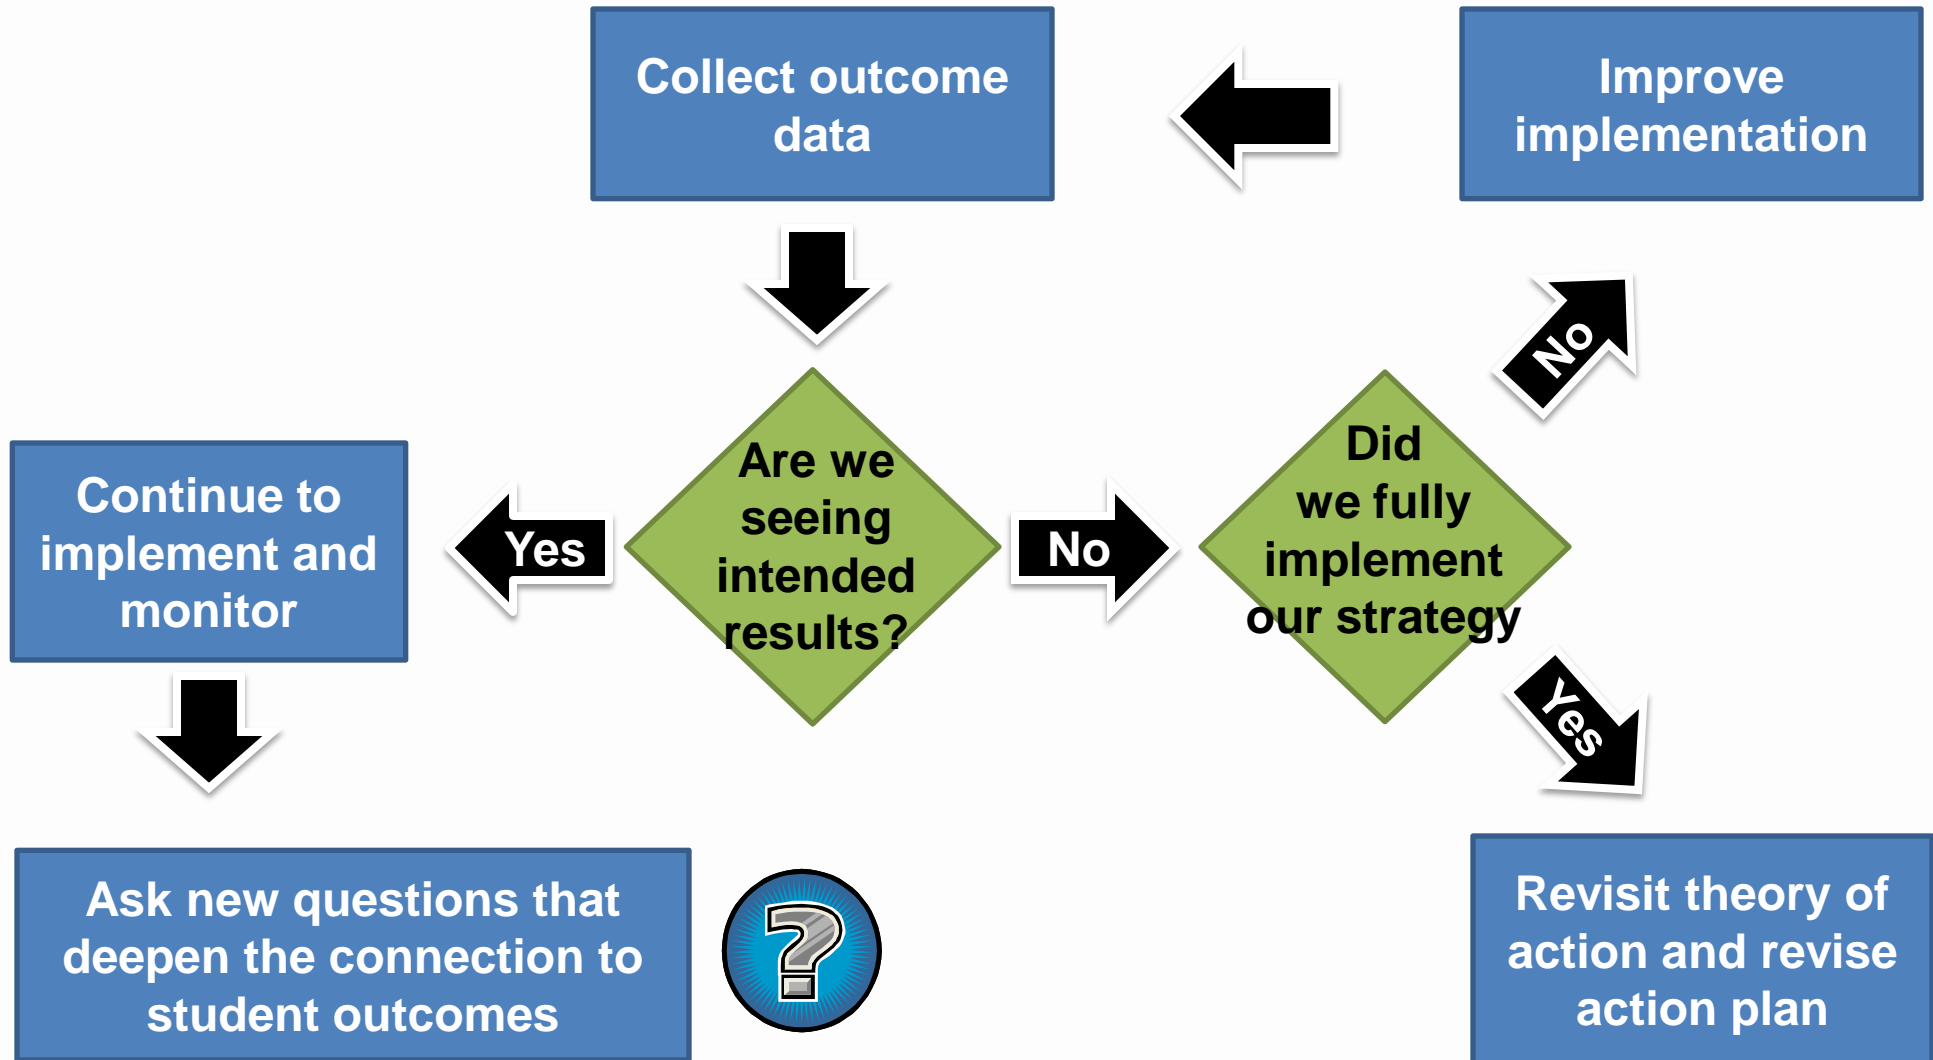 Collect outcome
data
Improve
implementation
No
Are we
seeing
intended
results?
Did
we fully
implement
our strategy
Continue to
implement and
monitor
Yes
No
Yes
Ask new questions that
deepen the connection to
student outcomes
?
Revisit theory of
action and revise
action plan